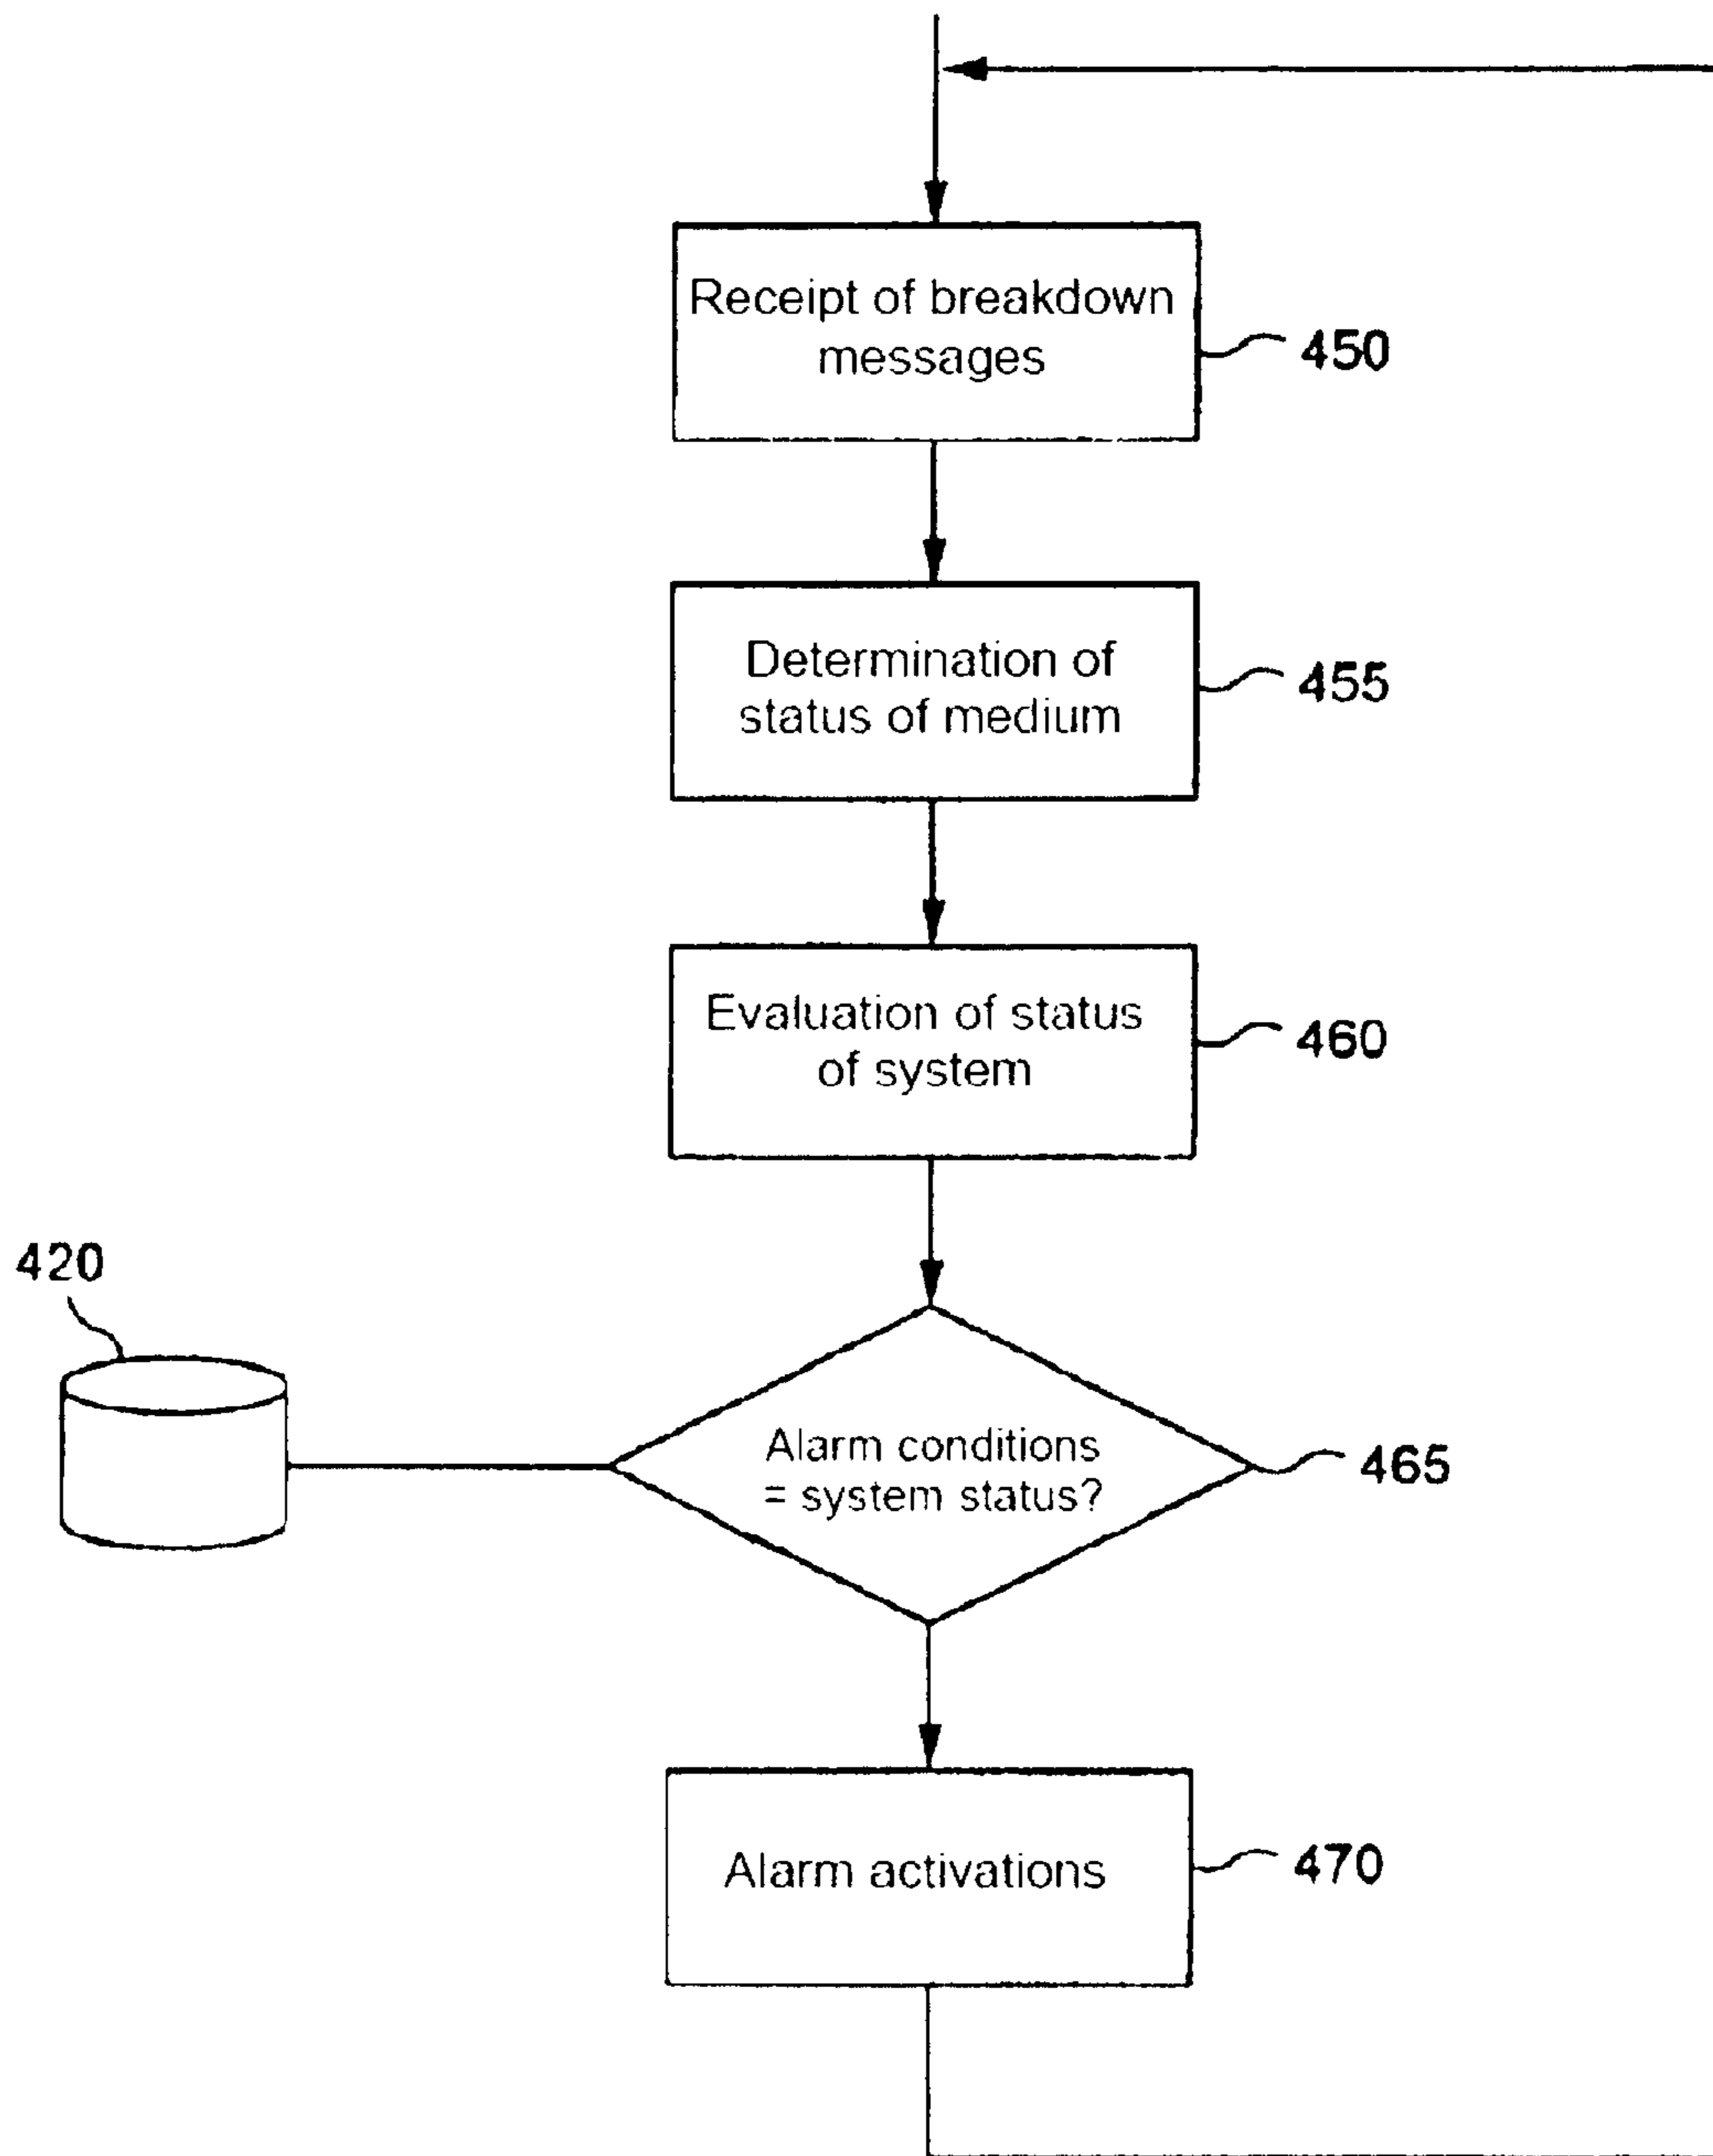 Receipt of breakdown
messages
450
Determination of
status of medium
455
Evaluation of status
of system
460
420
Alarm conditions
= system status?
465
Alarm activations
470